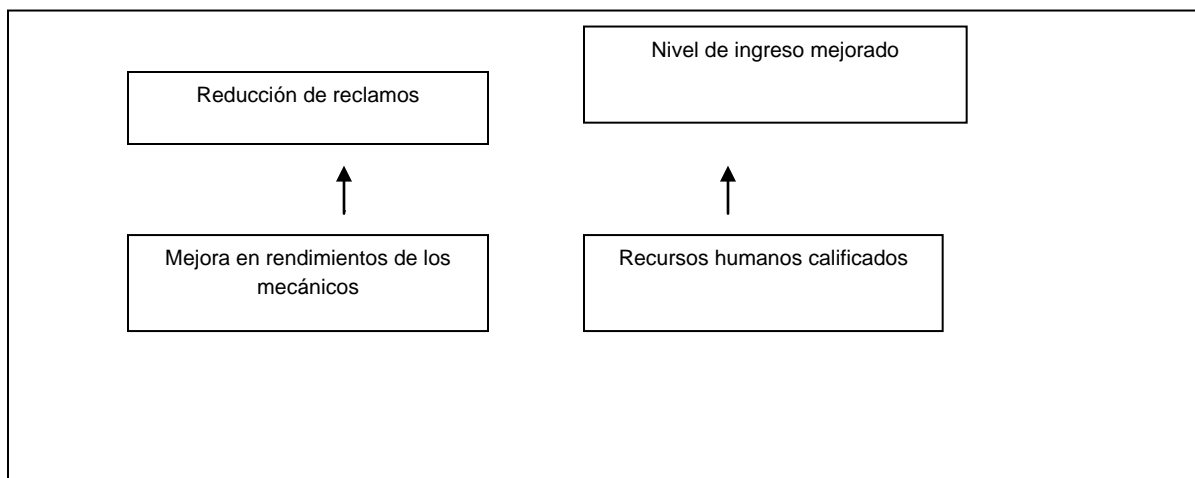 Nivel de ingreso mejorado
Reducción de reclamos
Mejora en rendimientos de los
mecánicos
Recursos humanos calificados